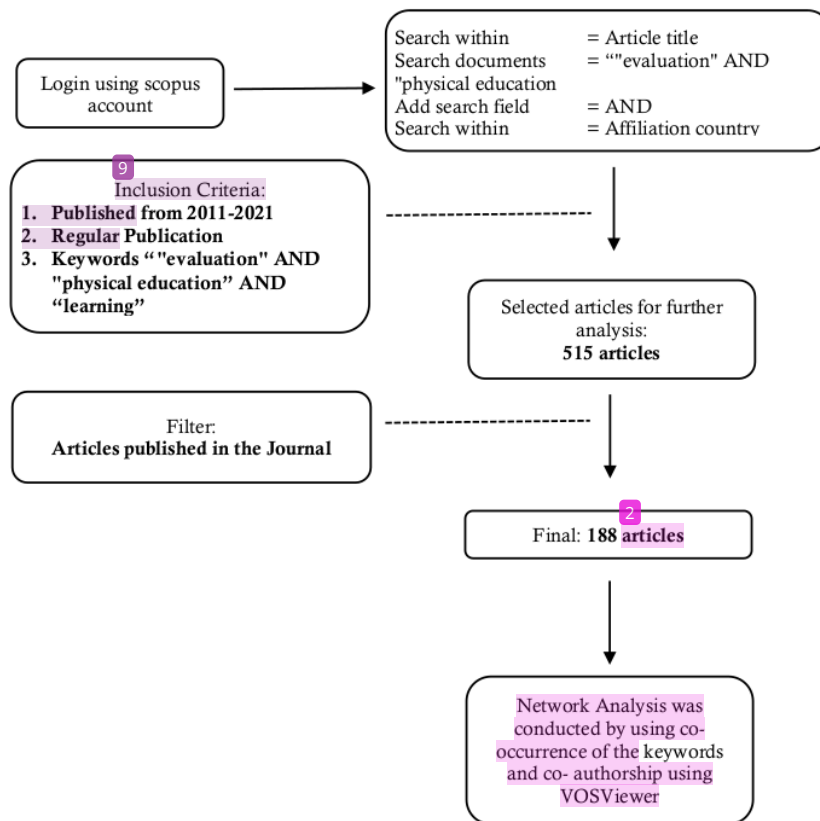 Login using scopus
account
Search within = Article title
Search documents = “"evaluation" AND
"physical education
Add search field = AND
Search within = Affiliation country
9
Inclusion Criteria:
1. Published from 2011-2021
2. Regular Publication
3. Keywords “"evaluation" AND
"physical education” AND
“learning”
Selected articles for further
analysis:
515 articles
Filter:
Articles published in the Journal
2
Final: 188 articles
Network Analysis was
conducted by using co-
occurrence of the keywords
and co- authorship using
VOSViewer